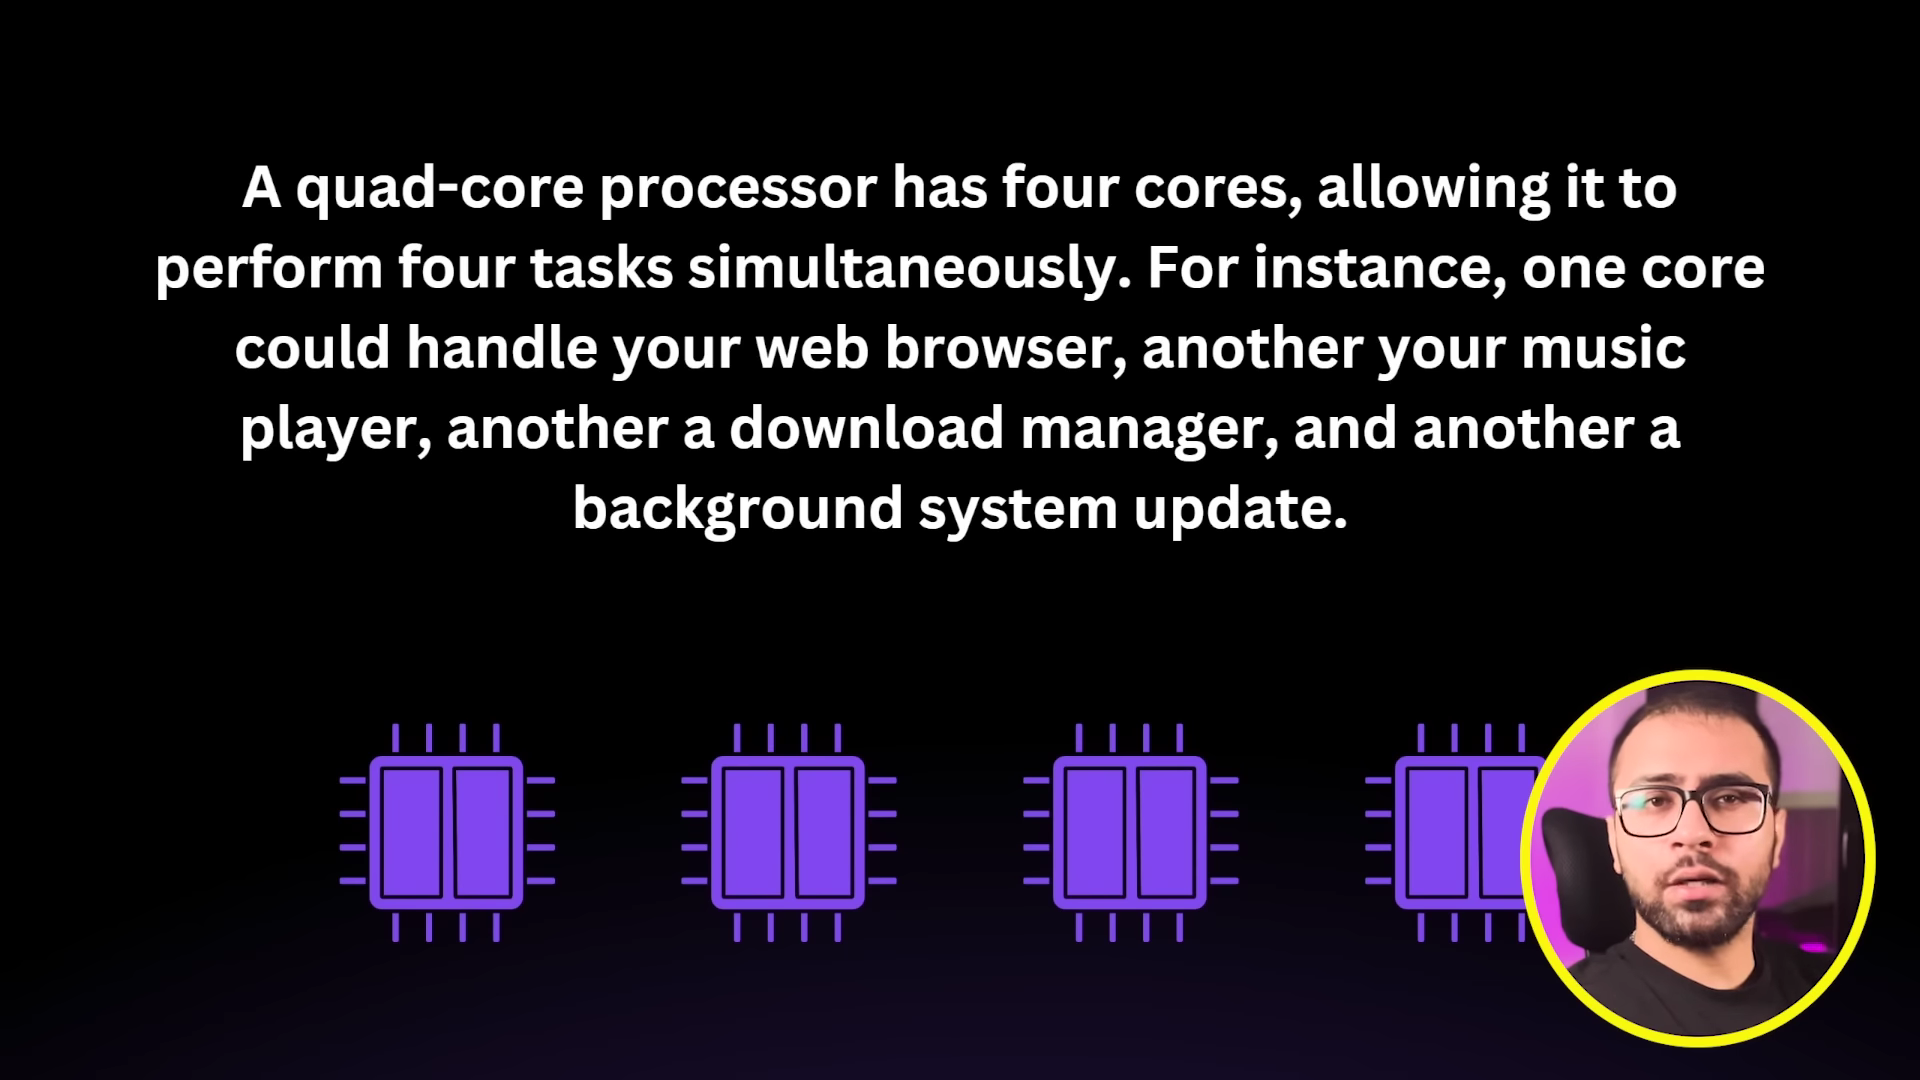 A quad-core processor has four cores, allowing it to
perform four tasks simultaneously. For instance, one core
could handle your web browser, another your music
player, another a download manager, and another a
background system update.